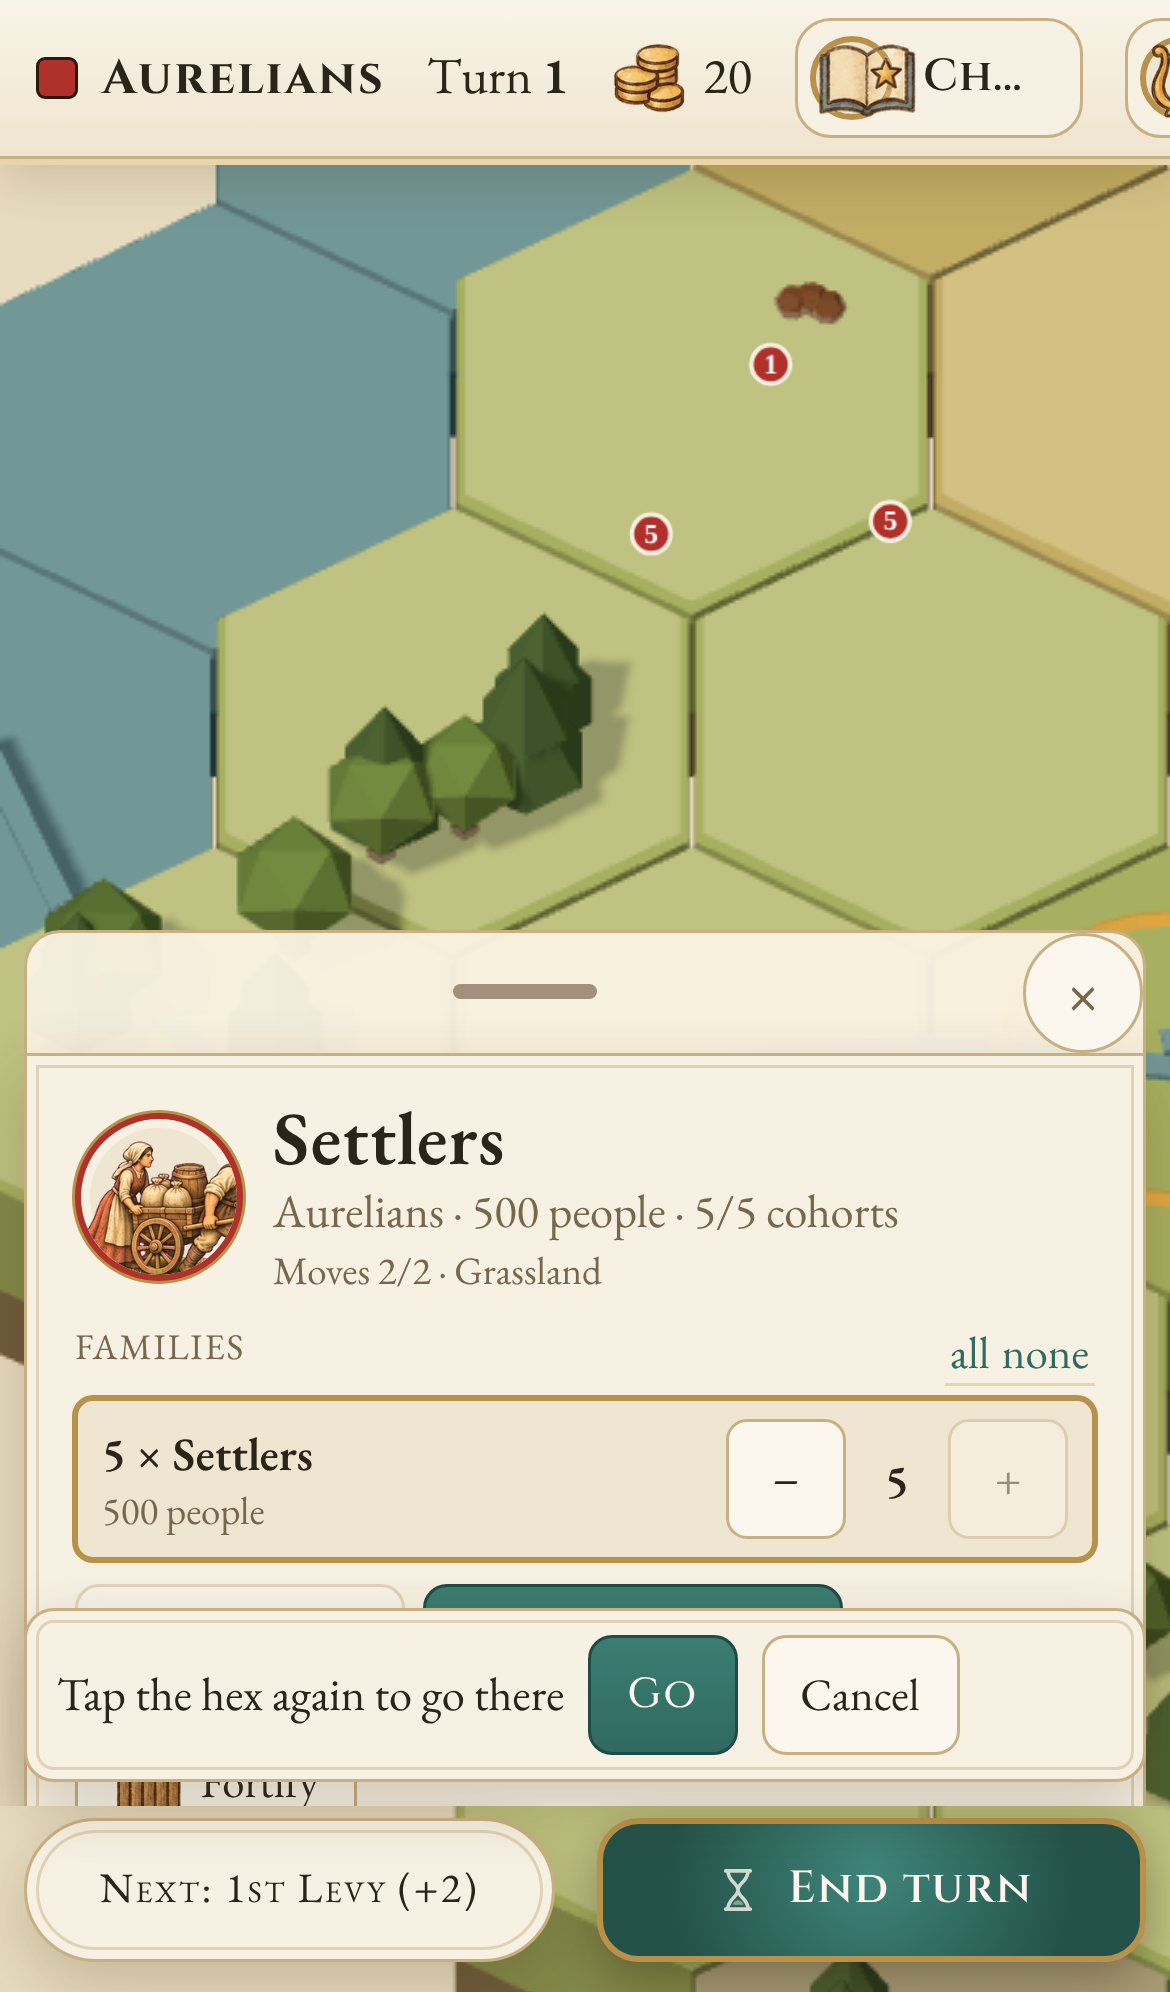 AURELIANS Turn 1 20 CH...
1
5 5
×
Settlers
Aurelians · 500 people · 5/5 cohorts
Moves 2/2 · Grassland
FAMILIES all none
5 × Settlers
500 people
− 5 +
Tap the hex again to go there GO Cancel
Fortify
NEXT: 1ST LEVY (+2) END TURN